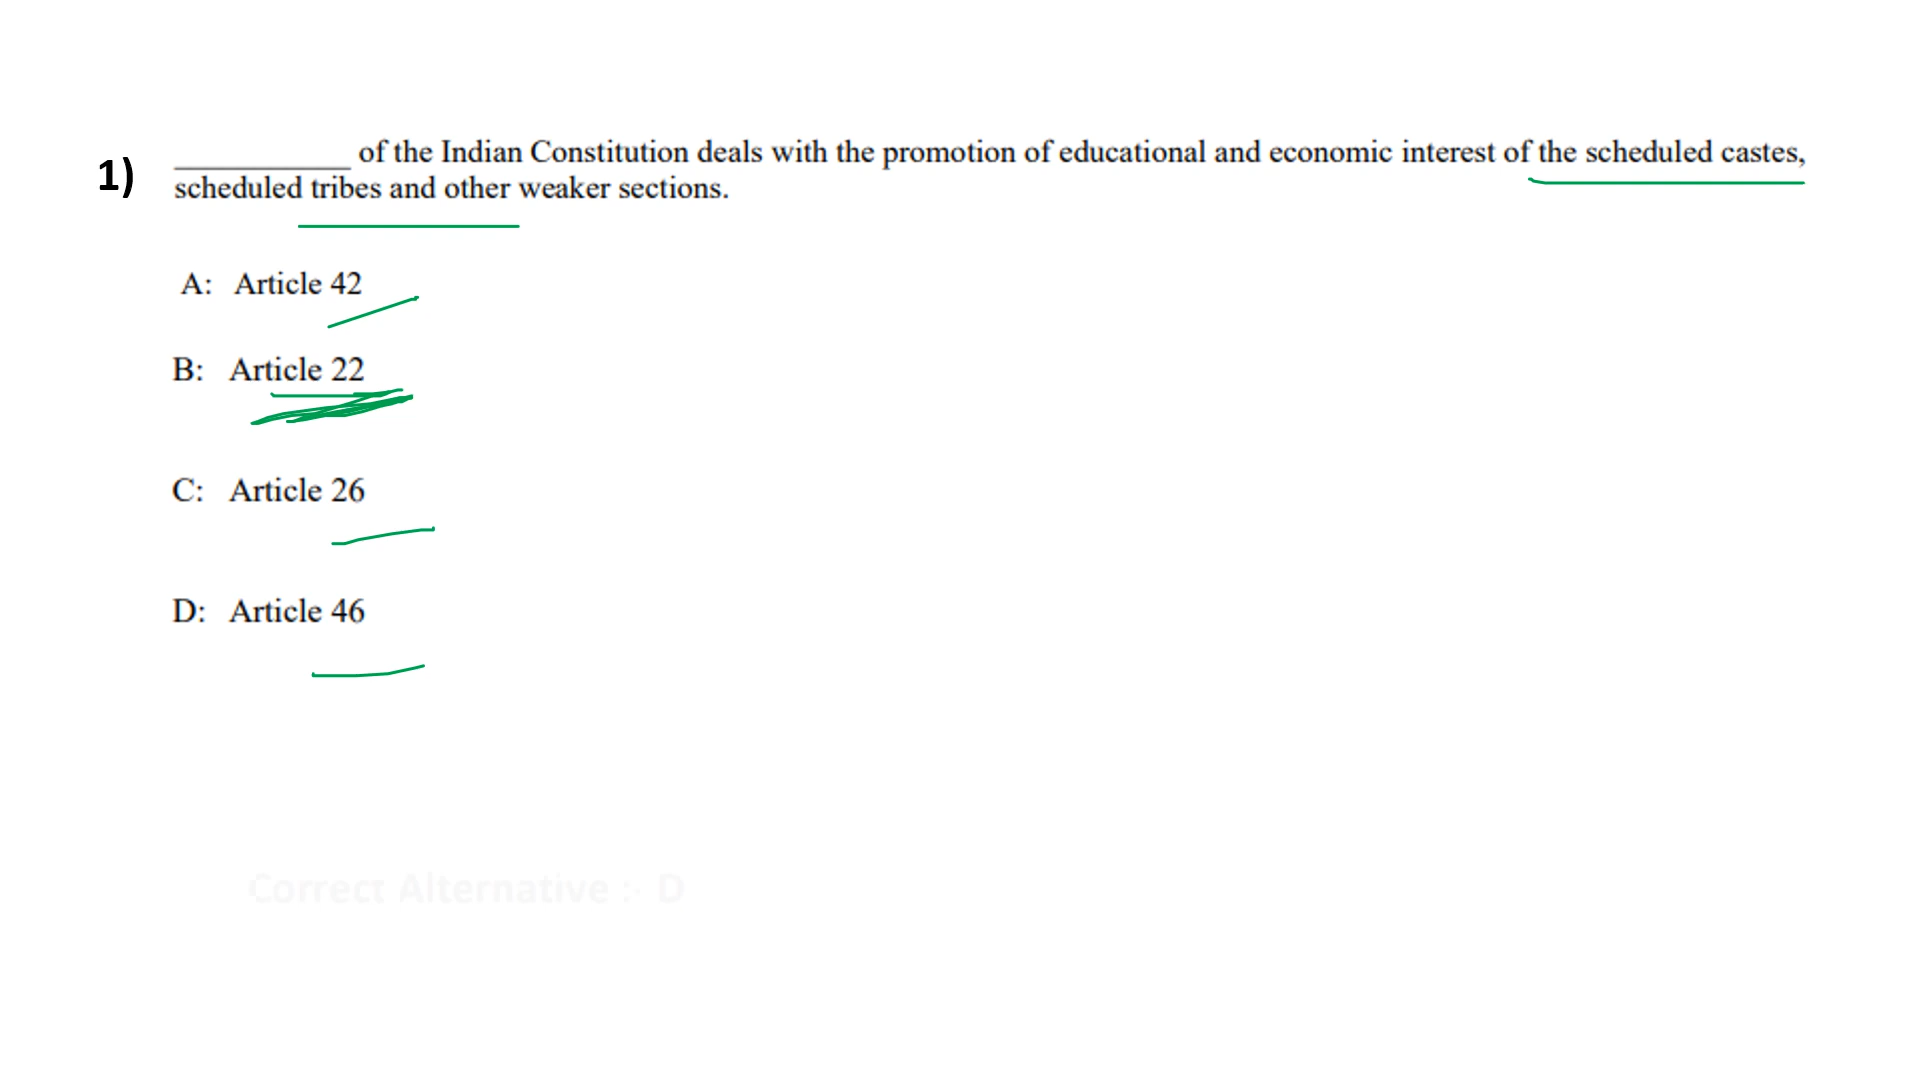 1) ___________ of the Indian Constitution deals with the promotion of educational and economic interest of the scheduled castes,
scheduled tribes and other weaker sections.
A: Article 42
B: Article 22
C: Article 26
D: Article 46
Correct Alternative :- D